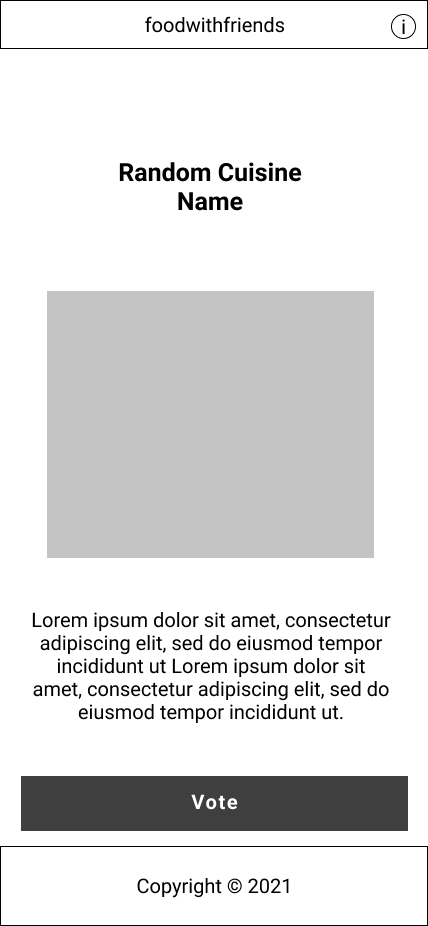 foodwithfriends
i
Random Cuisine
Name
Lorem ipsum dolor sit amet, consectetur
adipiscing elit, sed do eiusmod tempor
incididunt ut Lorem ipsum dolor sit
amet, consectetur adipiscing elit, sed do
eiusmod tempor incididunt ut.
Vote
Copyright © 2021